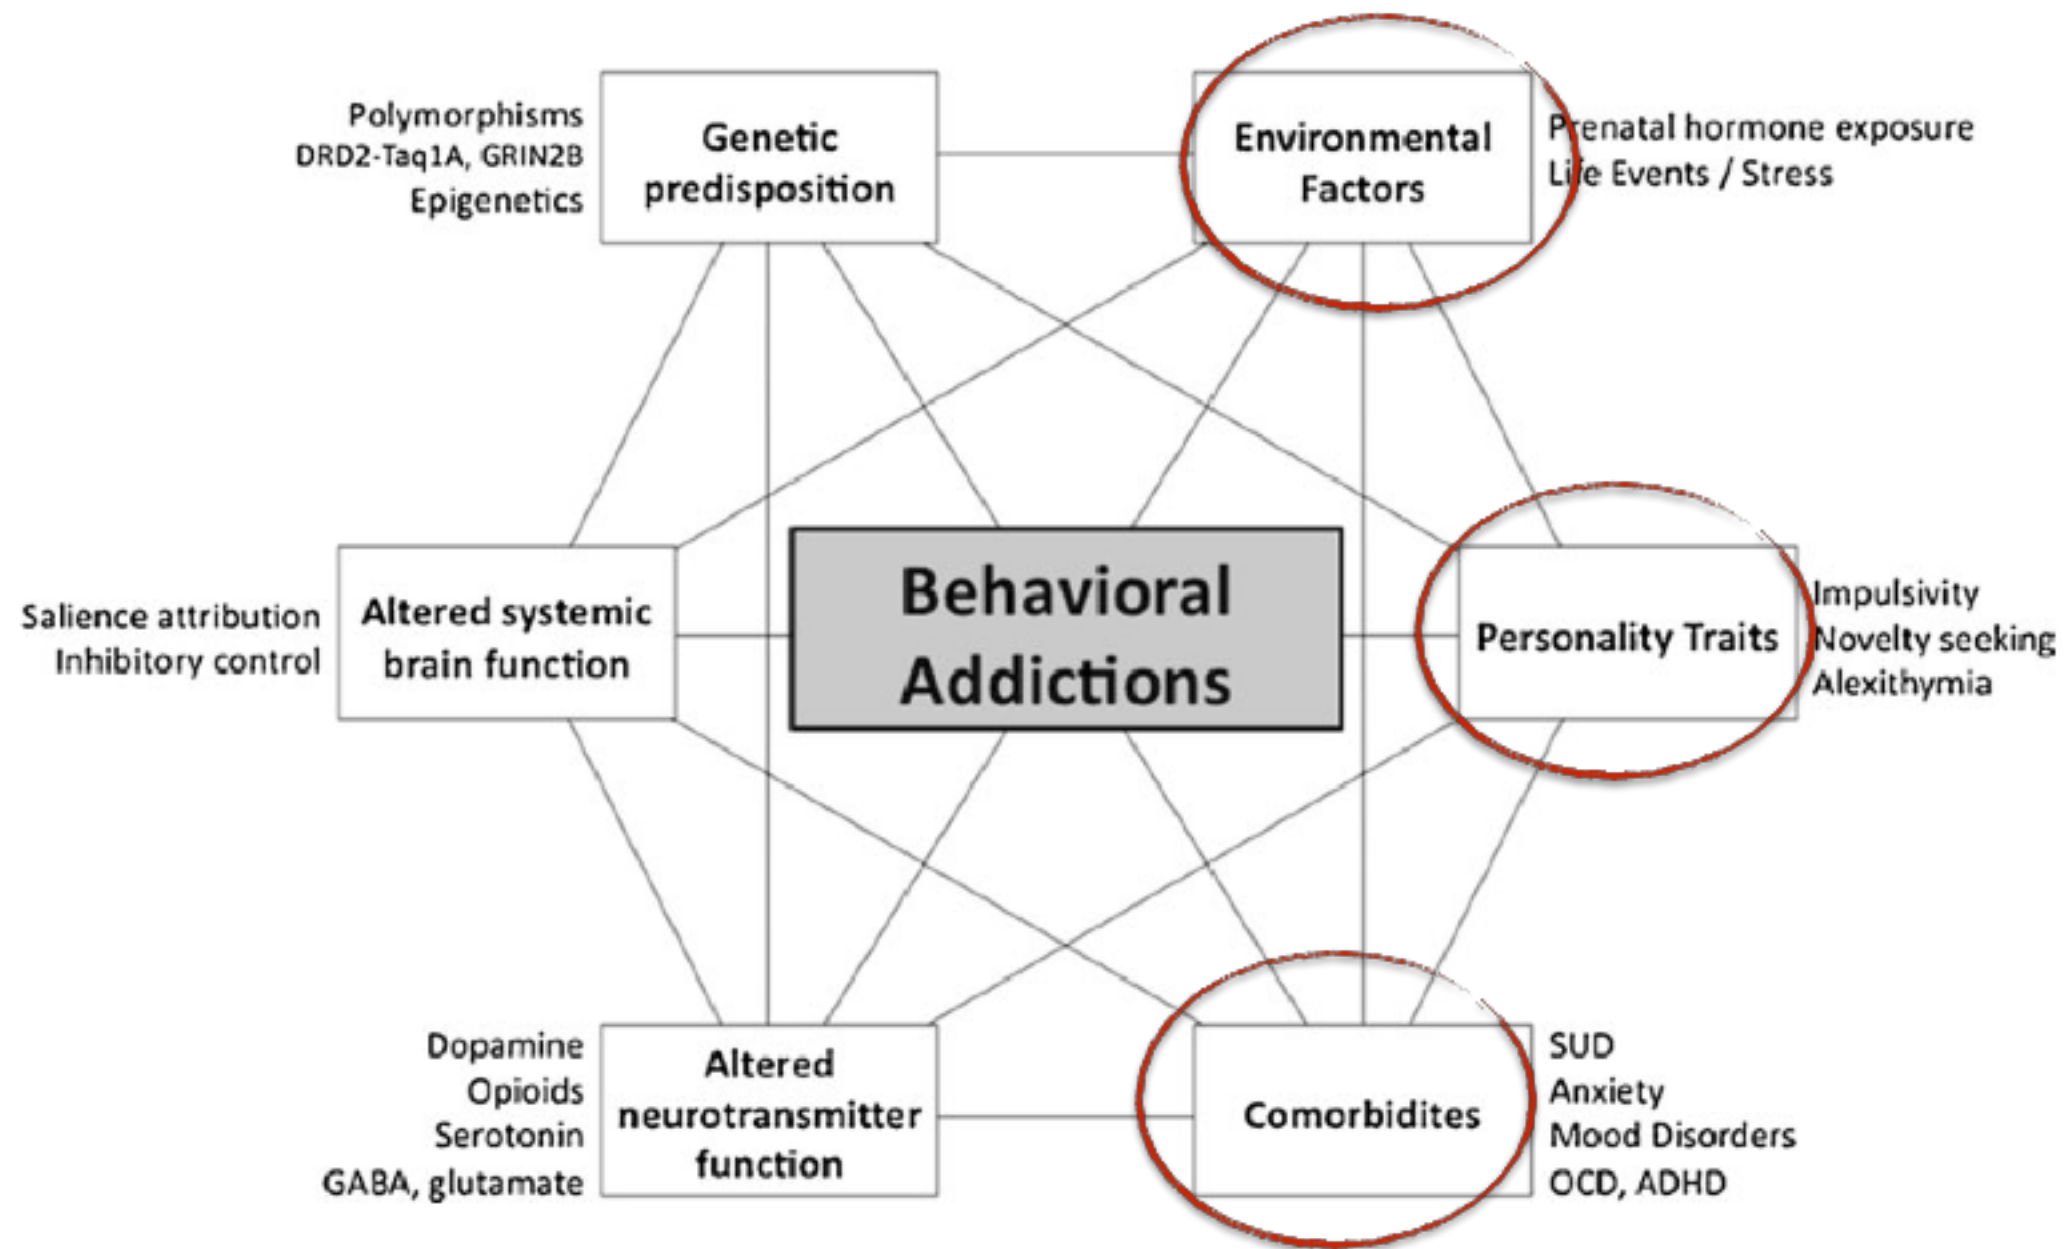 Polymorphisms
DRD2-Taq1A, GRIN2B
Epigenetics
Genetic
predisposition
Environmental
Factors
Prenatal hormone exposure
Life Events / Stress
Salience attribution
Inhibitory control
Altered systemic
brain function
Behavioral
Addictions
Personality Traits
Impulsivity
Novelty seeking
Alexithymia
Dopamine
Opioids
Serotonin
GABA, glutamate
Altered
neurotransmitter
function
Comorbidites
SUD
Anxiety
Mood Disorders
OCD, ADHD